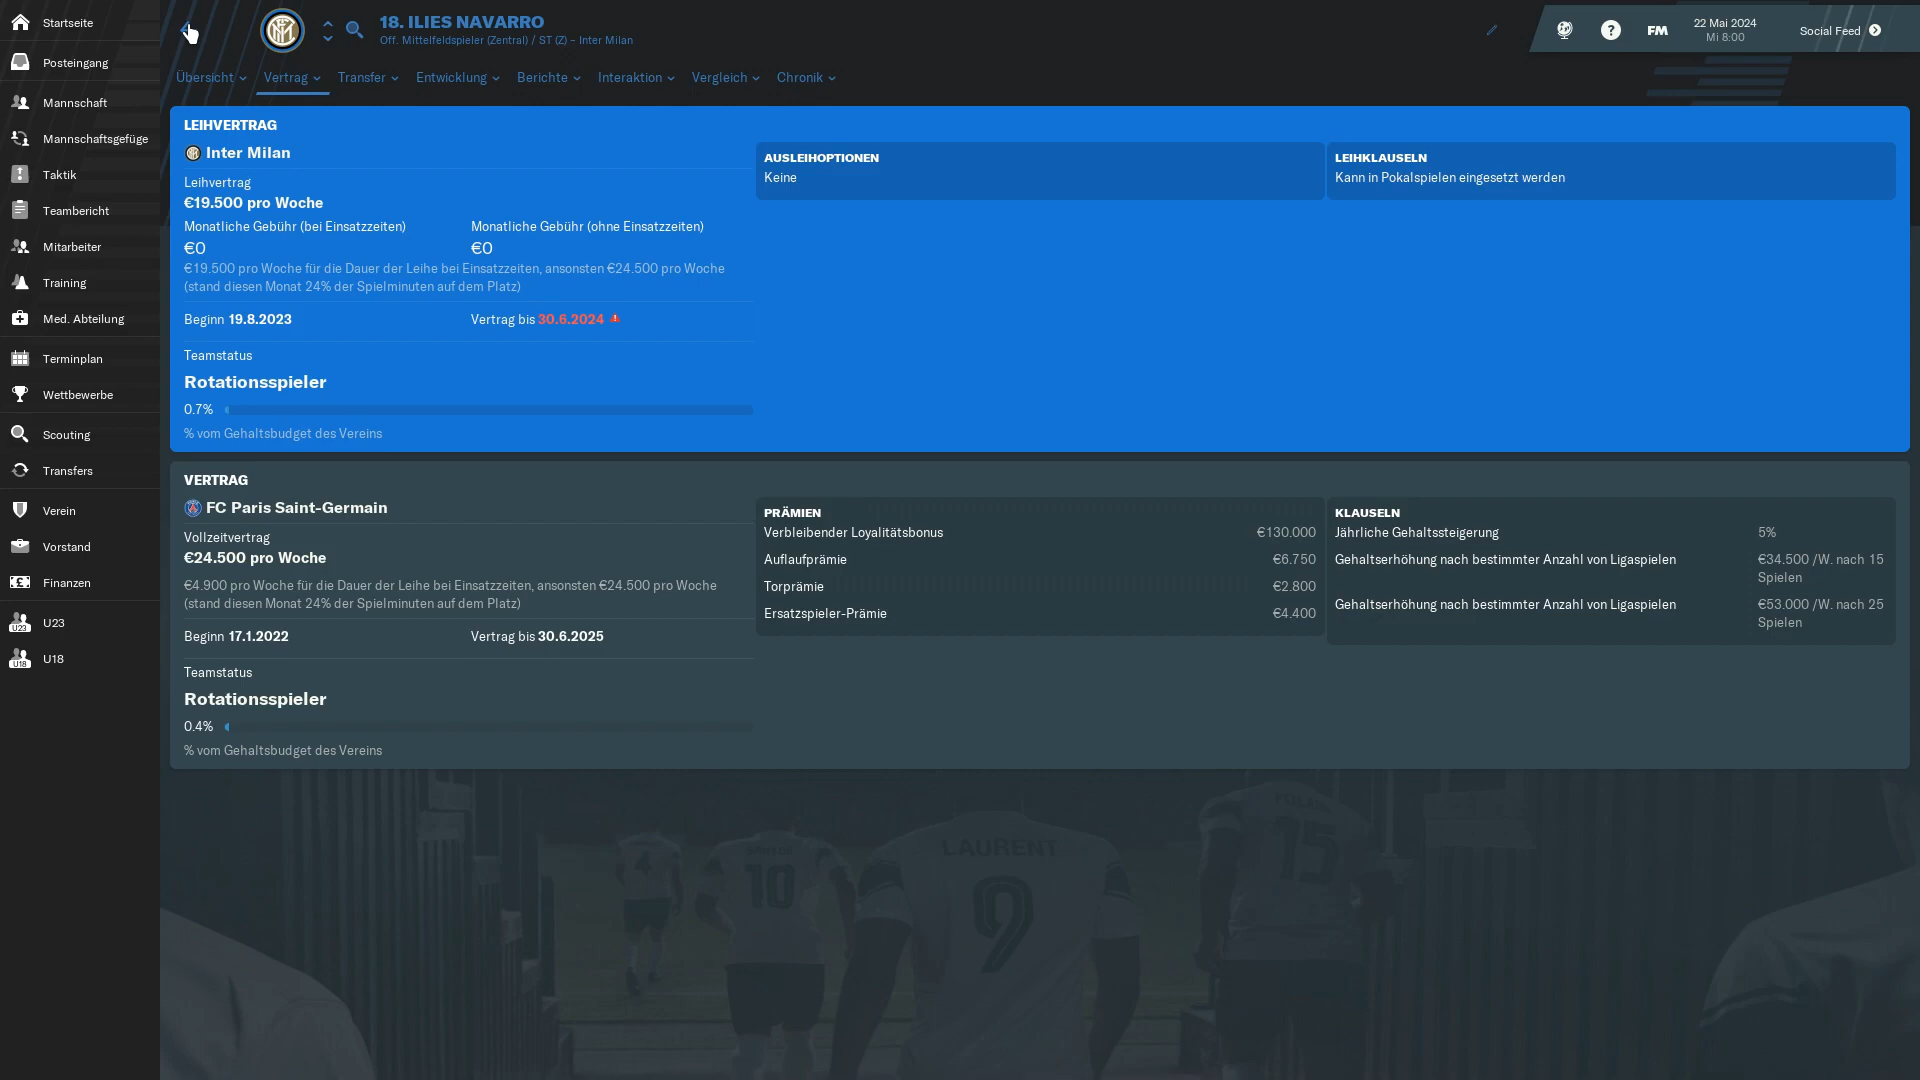 Startseite
Posteingang
Mannschaft
Mannschaftsgefüge
Taktik
Teambericht
Mitarbeiter
Training
Med. Abteilung
Terminplan
Wettbewerbe
Scouting
Transfers
Verein
Vorstand
Finanzen
U23
U23
U18
U18
18. ILIES NAVARRO
Off. Mittelfeldspieler (Zentral) / ST (Z) – Inter Milan
FM
22 Mai 2024
Mi 8:00
Social Feed
Übersicht Vertrag Transfer Entwicklung Berichte Interaktion Vergleich Chronik
LEIHVERTRAG
Inter Milan
Leihvertrag
€19.500 pro Woche
Monatliche Gebühr (bei Einsatzzeiten) Monatliche Gebühr (ohne Einsatzzeiten)
€0 €0
€19.500 pro Woche für die Dauer der Leihe bei Einsatzzeiten, ansonsten €24.500 pro Woche
(stand diesen Monat 24% der Spielminuten auf dem Platz)
Beginn 19.8.2023 Vertrag bis 30.6.2024
Teamstatus
Rotationsspieler
0.7%
% vom Gehaltsbudget des Vereins
AUSLEIHOPTIONEN
Keine
LEIHKLAUSELN
Kann in Pokalspielen eingesetzt werden
VERTRAG
FC Paris Saint-Germain
Vollzeitvertrag
€24.500 pro Woche
€4.900 pro Woche für die Dauer der Leihe bei Einsatzzeiten, ansonsten €24.500 pro Woche
(stand diesen Monat 24% der Spielminuten auf dem Platz)
Beginn 17.1.2022 Vertrag bis 30.6.2025
Teamstatus
Rotationsspieler
0.4%
% vom Gehaltsbudget des Vereins
PRÄMIEN
Verbleibender Loyalitätsbonus €130.000
Auflaufprämie €6.750
Torprämie €2.800
Ersatzspieler-Prämie €4.400
KLAUSELN
Jährliche Gehaltssteigerung 5%
Gehaltserhöhung nach bestimmter Anzahl von Ligaspielen €34.500 /W. nach 15
Spielen
Gehaltserhöhung nach bestimmter Anzahl von Ligaspielen €53.000 /W. nach 25
Spielen
4
10
LAURENT
9
15